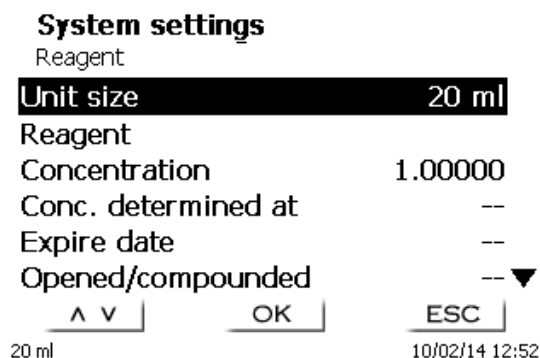 System settings
Reagent
Unit size 20 ml
Reagent
Concentration 1.00000
Conc. determined at --
Expire date --
Opened/compounded -- ▼
∧ ∨ OK ESC
20 ml 10/02/14 12:52